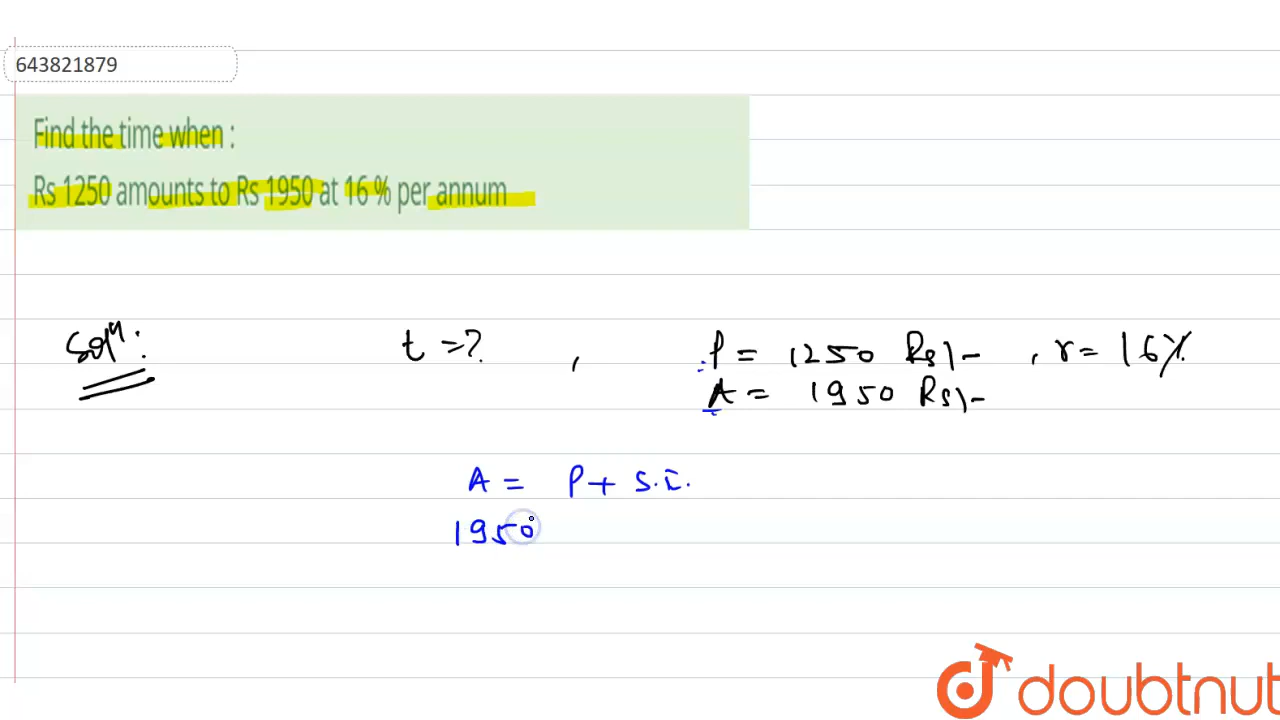 643821879
Find the time when :
Rs 1250 amounts to Rs 1950 at 16 % per annum
Solⁿ: t = ? , P = 1250 Rs\- , r = 16%
A = 1950 Rs\-
A = P + S.I.
1950
doubtnut